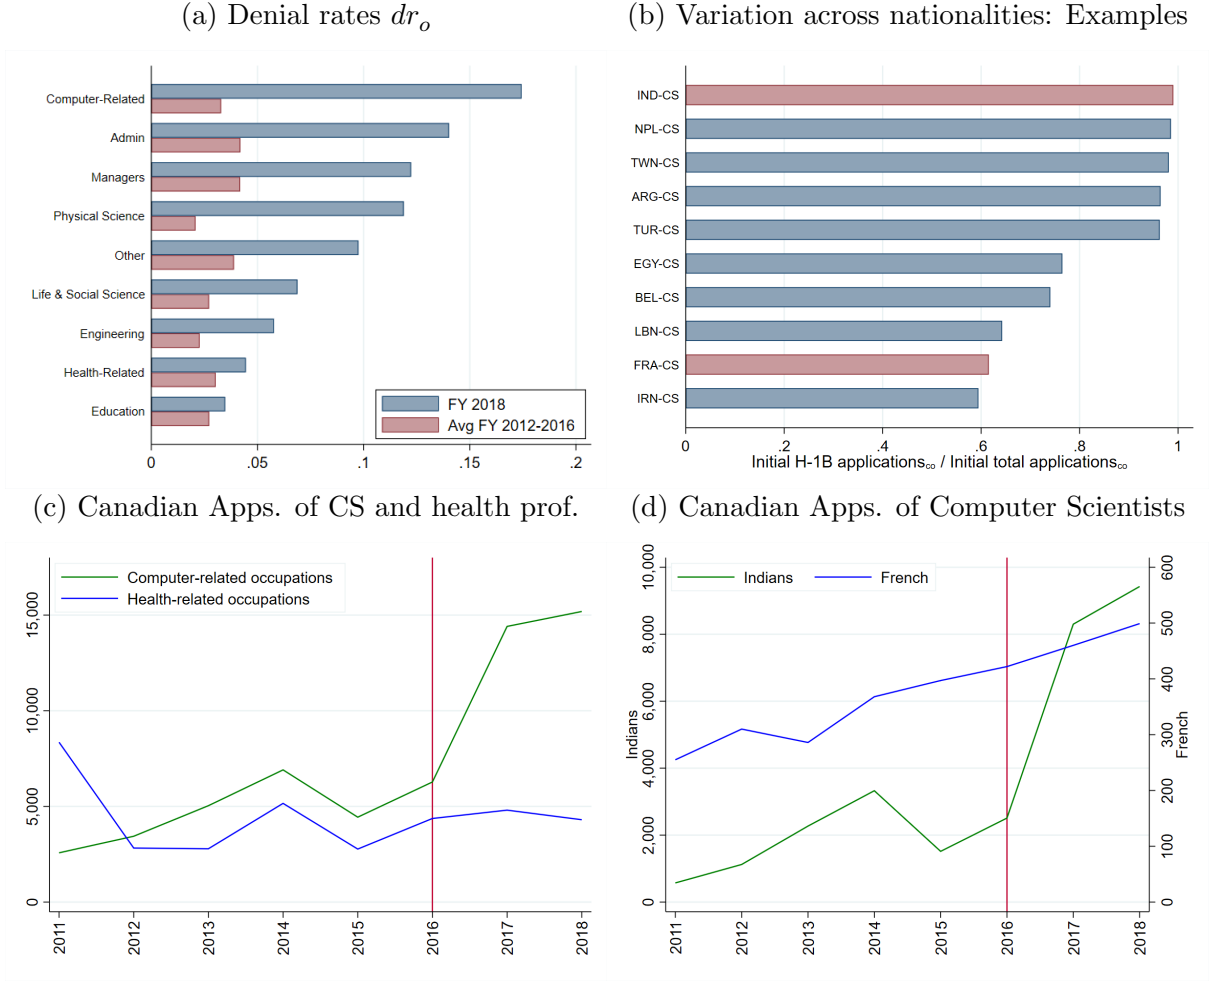 (a) Denial rates dr_o
Computer-Related
Admin
Managers
Physical Science
Other
Life & Social Science
Engineering
Health-Related
Education
FY 2018
Avg FY 2012-2016
0 .05 .1 .15 .2
(b) Variation across nationalities: Examples
IND-CS
NPL-CS
TWN-CS
ARG-CS
TUR-CS
EGY-CS
BEL-CS
LBN-CS
FRA-CS
IRN-CS
0 .2 .4 .6 .8 1
Initial H-1B applications_co / Initial total applications_co
(c) Canadian Apps. of CS and health prof.
Computer-related occupations
Health-related occupations
15,000
10,000
5,000
0
2011 2012 2013 2014 2015 2016 2017 2018
(d) Canadian Apps. of Computer Scientists
Indians French
10,000
8,000
6,000
4,000
2,000
0
Indians
600
500
400
300
200
100
0
French
2011 2012 2013 2014 2015 2016 2017 2018